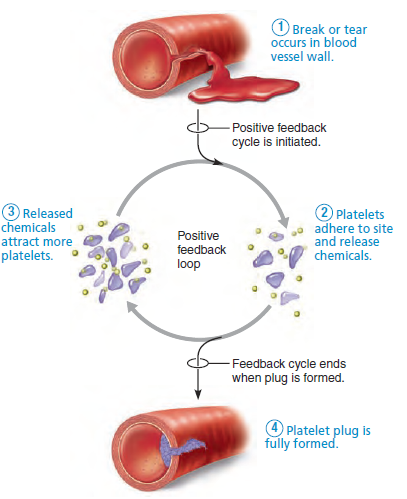 ① Break or tear
occurs in blood
vessel wall.
Positive feedback
cycle is initiated.
③ Released
chemicals
attract more
platelets.
Positive
feedback
loop
② Platelets
adhere to site
and release
chemicals.
Feedback cycle ends
when plug is formed.
④ Platelet plug is
fully formed.